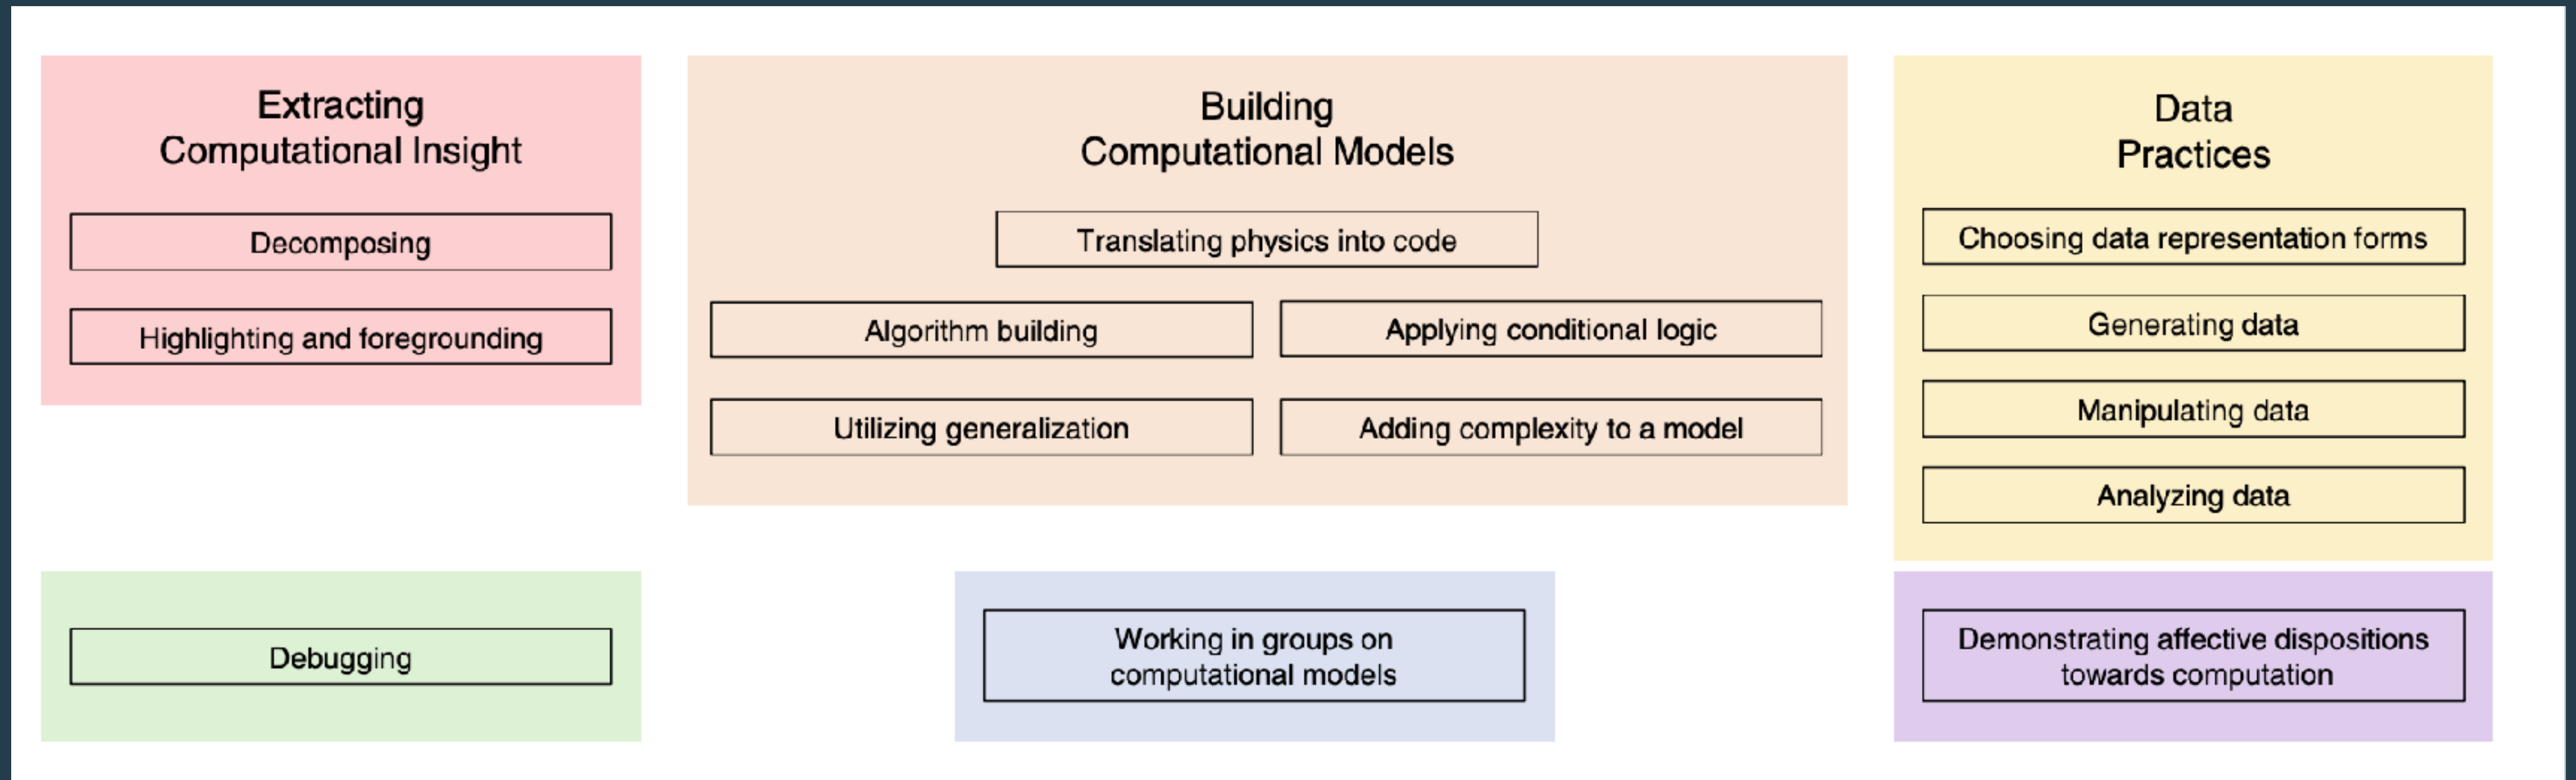 Extracting
Computational Insight
Decomposing
Highlighting and foregrounding
Building
Computational Models
Translating physics into code
Algorithm building
Applying conditional logic
Utilizing generalization
Adding complexity to a model
Data
Practices
Choosing data representation forms
Generating data
Manipulating data
Analyzing data
Debugging
Working in groups on
computational models
Demonstrating affective dispositions
towards computation